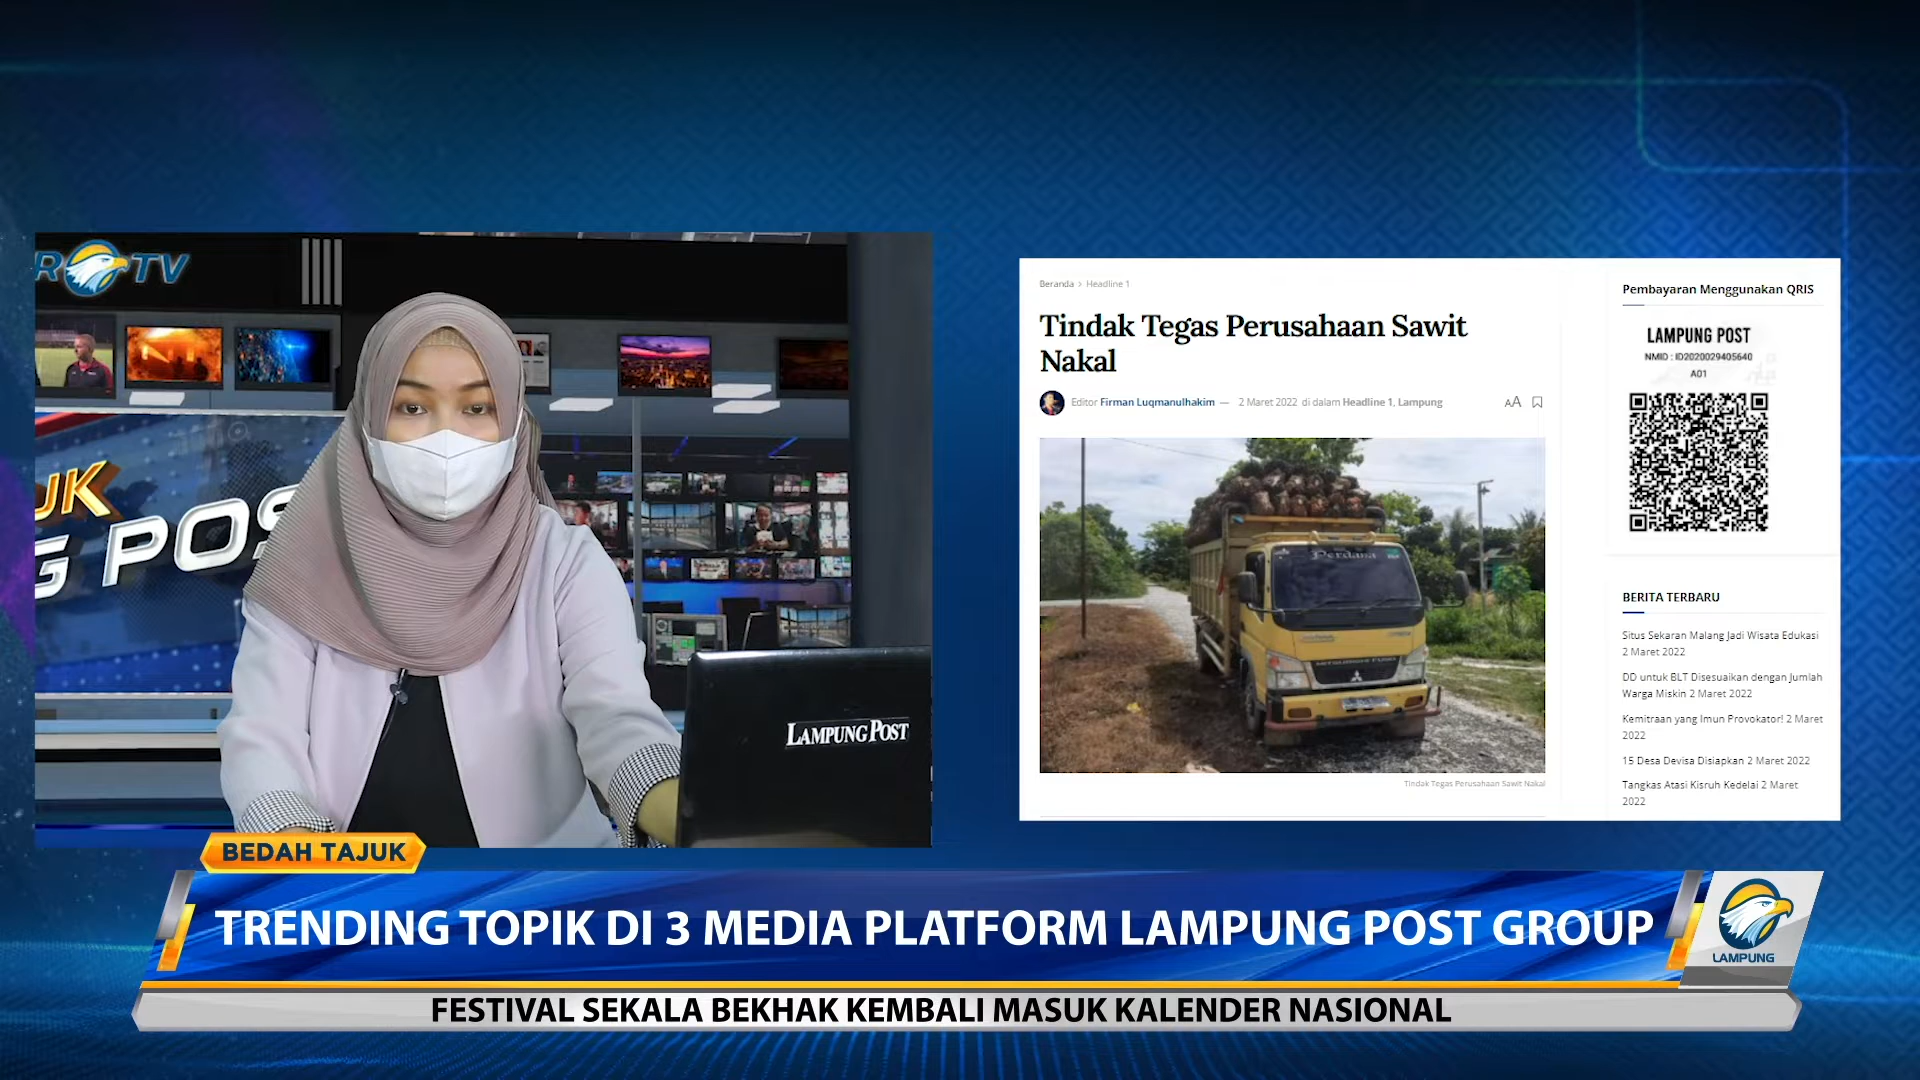 TV
UK
G POS
LAMPUNG POST
Beranda > Headline 1
Tindak Tegas Perusahaan Sawit
Nakal
Editor Firman Luqmanulhakim — 2 Maret 2022 di dalam Headline 1, Lampung
AA
Perdana
MITSUBISHI FUSO
Tindak Tegas Perusahaan Sawit Nakal
Pembayaran Menggunakan QRIS
LAMPUNG POST
NMID : ID2020029405640
A01
BERITA TERBARU
Situs Sekaran Malang Jadi Wisata Edukasi
2 Maret 2022
DD untuk BLT Disesuaikan dengan Jumlah
Warga Miskin 2 Maret 2022
Kemitraan yang Imun Provokator! 2 Maret
2022
15 Desa Devisa Disiapkan 2 Maret 2022
Tangkas Atasi Kisruh Kedelai 2 Maret
2022
BEDAH TAJUK
TRENDING TOPIK DI 3 MEDIA PLATFORM LAMPUNG POST GROUP
LAMPUNG
FESTIVAL SEKALA BEKHAK KEMBALI MASUK KALENDER NASIONAL